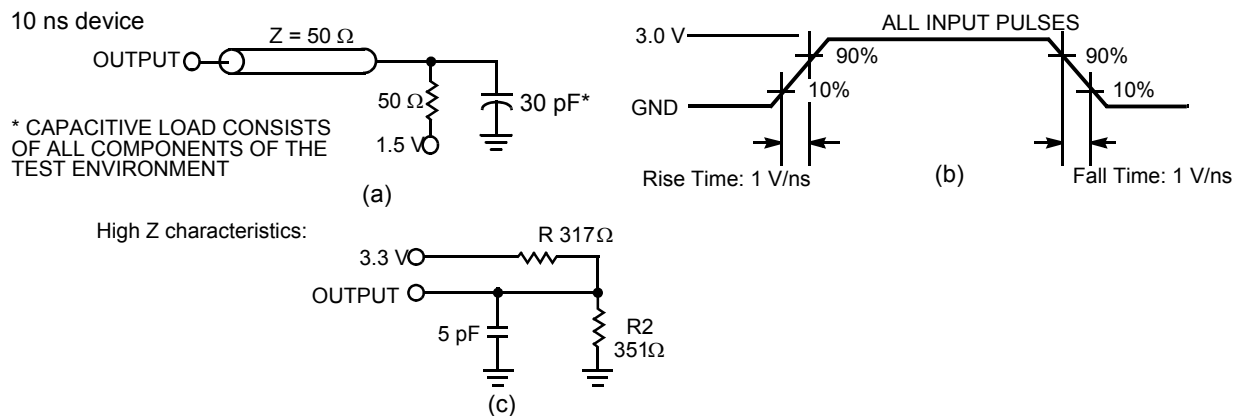 10 ns device
Z = 50 Ω
OUTPUT
50 Ω
30 pF*
1.5 V
* CAPACITIVE LOAD CONSISTS
OF ALL COMPONENTS OF THE
TEST ENVIRONMENT
(a)
ALL INPUT PULSES
3.0 V
90%
90%
10%
10%
GND
Rise Time: 1 V/ns
(b)
Fall Time: 1 V/ns
High Z characteristics:
R 317Ω
3.3 V
OUTPUT
5 pF
R2
351Ω
(c)